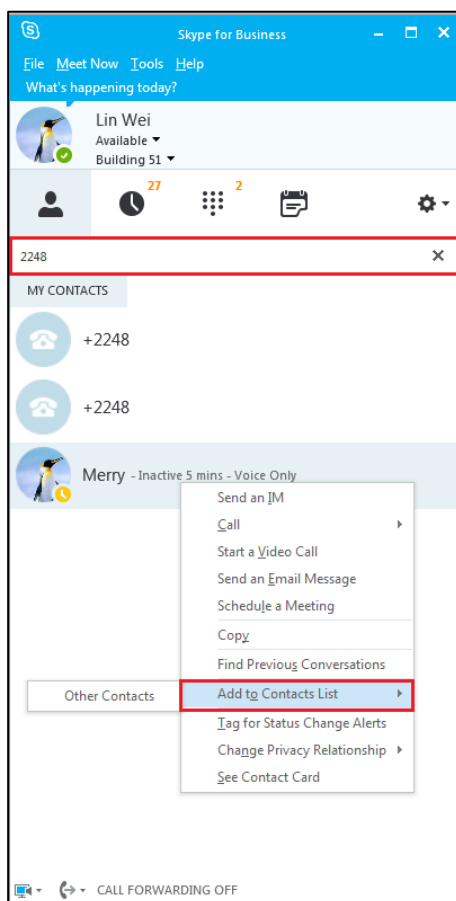 Skype for Business
File Meet Now Tools Help
What's happening today?
Lin Wei
Available
Building 51
27 2
2248
MY CONTACTS
+2248
+2248
Merry - Inactive 5 mins - Voice Only
Send an IM
Call
Start a Video Call
Send an Email Message
Schedule a Meeting
Copy
Find Previous Conversations
Other Contacts Add to Contacts List
Tag for Status Change Alerts
Change Privacy Relationship
See Contact Card
CALL FORWARDING OFF